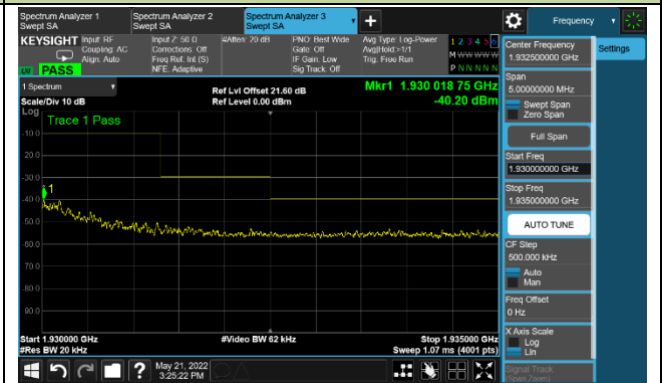 Spectrum Analyzer 1
Swept SA
Spectrum Analyzer 2
Swept SA
Spectrum Analyzer 3
Swept SA
Frequency
KEYSIGHT
Input: RF
Coupling: AC
Align: Auto
Input Z: 50 Ω
Corrections: Off
Freq Ref: Int (S)
NFE: Adaptive
#Atten: 20 dB
PNO: Best Wide
Gate: Off
IF Gain: Low
Sig Track: Off
Avg Type: Log-Power
Avg|Hold:>1/1
Trig: Free Run
1 2 3 4 5 6
M W W W W W
P N N N N N
PASS
1 Spectrum
Scale/Div 10 dB
Log
Ref Lvl Offset 21.60 dB
Ref Level 0.00 dBm
Mkr1 1.930 018 75 GHz
-40.20 dBm
Trace 1 Pass
-10.0
-20.0
-30.0
-40.0
-50.0
-60.0
-70.0
-80.0
-90.0
1
Start 1.930000 GHz
#Res BW 20 kHz
#Video BW 62 kHz
Stop 1.935000 GHz
Sweep 1.07 ms (4001 pts)
May 21, 2022
3:25:22 PM
Center Frequency
1.932500000 GHz
Settings
Span
5.00000000 MHz
Swept Span
Zero Span
Full Span
Start Freq
1.930000000 GHz
Stop Freq
1.935000000 GHz
AUTO TUNE
CF Step
500.000 kHz
Auto
Man
Freq Offset
0 Hz
X Axis Scale
Log
Lin
Signal Track
(Span Zoom)